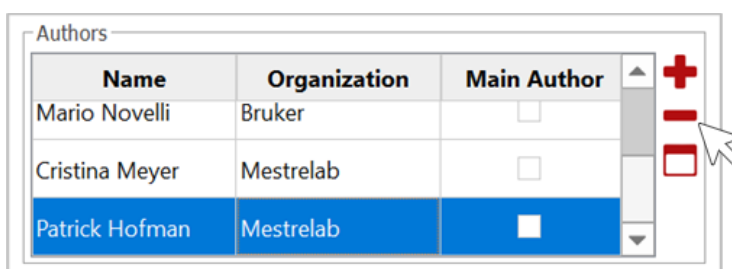 Authors
Name Organization Main Author
Mario Novelli Bruker
Cristina Meyer Mestrelab
Patrick Hofman Mestrelab